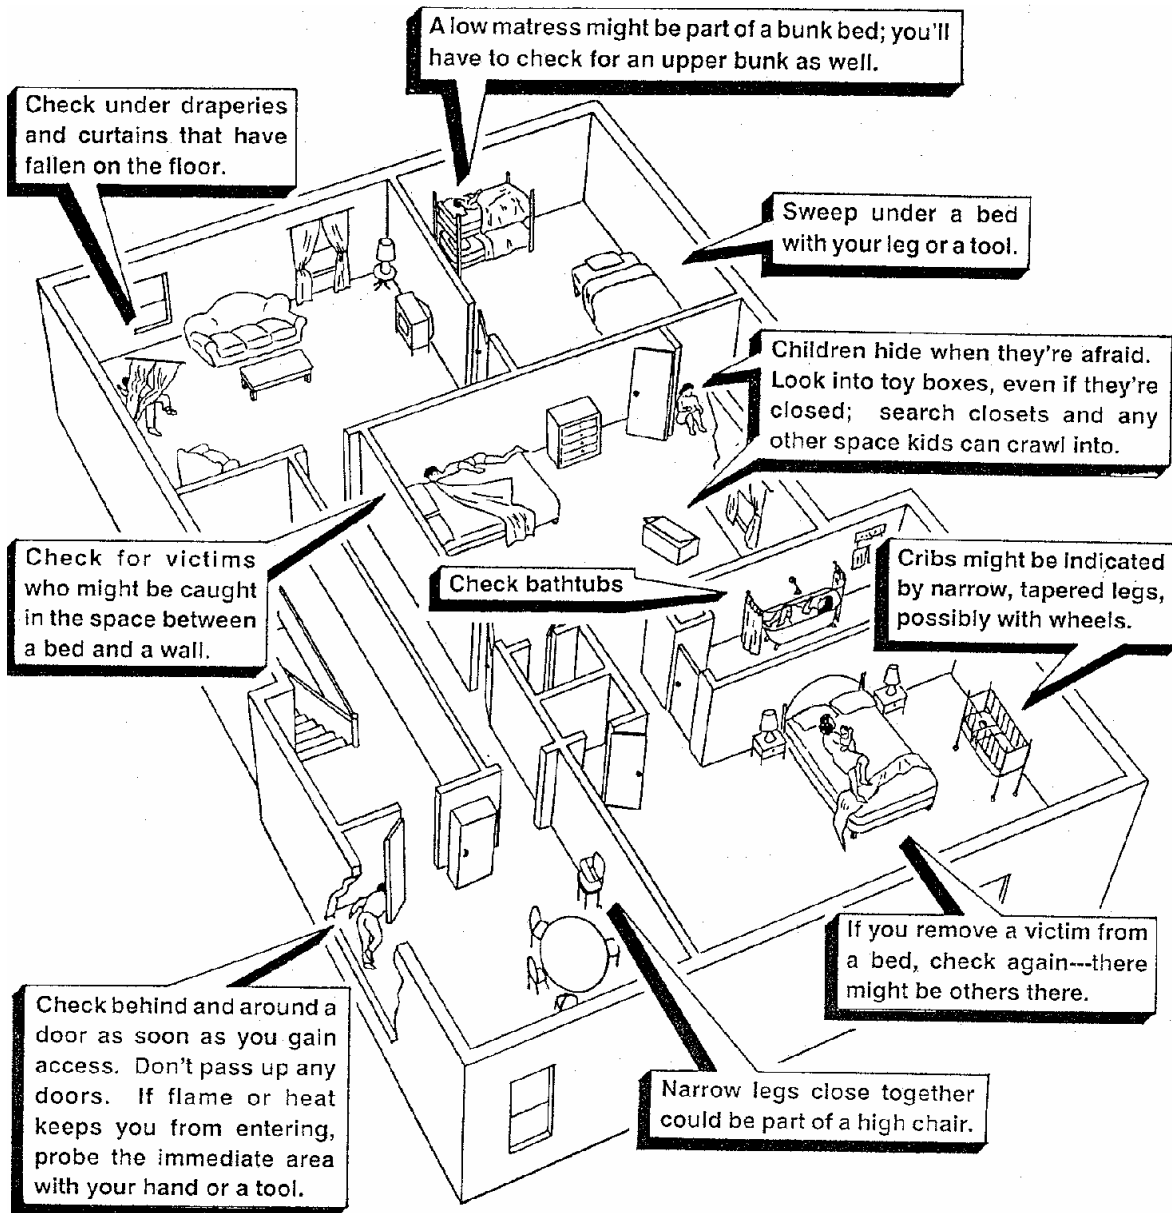 A low matress might be part of a bunk bed; you'll
have to check for an upper bunk as well.
Check under draperies
and curtains that have
fallen on the floor.
Sweep under a bed
with your leg or a tool.
Children hide when they're afraid.
Look into toy boxes, even if they're
closed; search closets and any
other space kids can crawl into.
Check for victims
who might be caught
in the space between
a bed and a wall.
Check bathtubs
Cribs might be indicated
by narrow, tapered legs,
possibly with wheels.
If you remove a victim from
a bed, check again---there
might be others there.
Check behind and around a
door as soon as you gain
access. Don't pass up any
doors. If flame or heat
keeps you from entering,
probe the immediate area
with your hand or a tool.
Narrow legs close together
could be part of a high chair.